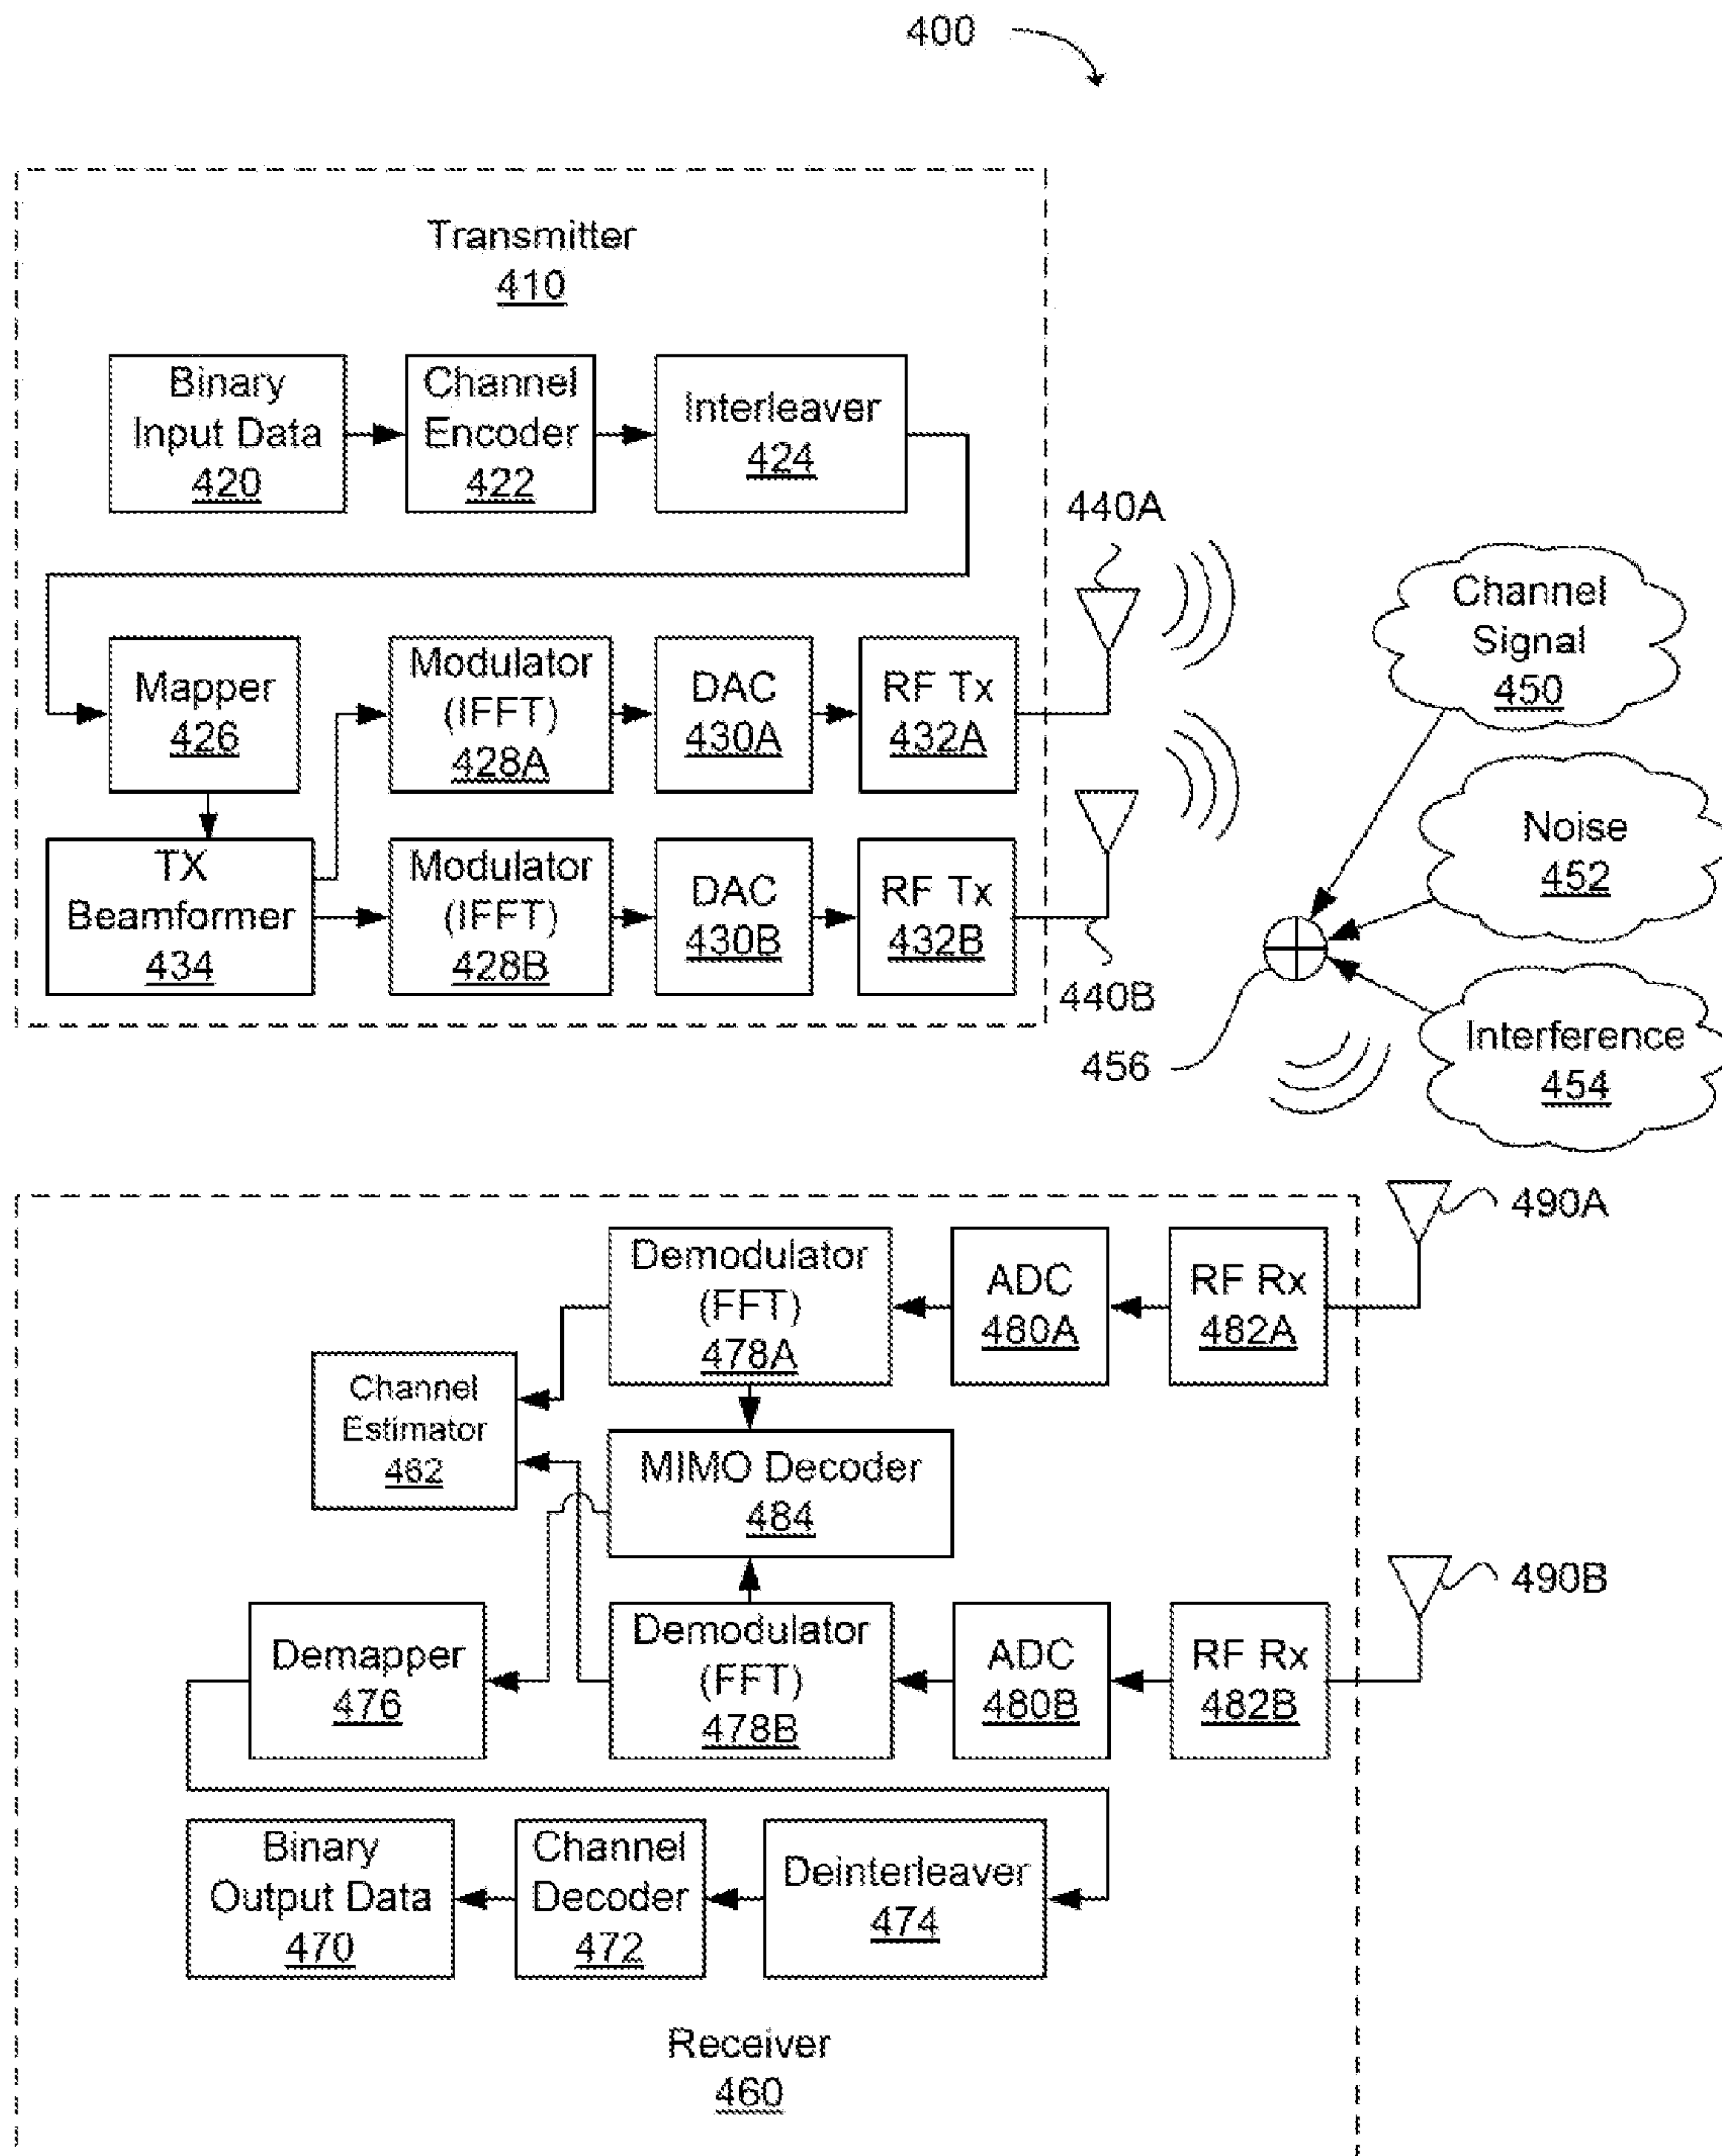 400
Transmitter
410
Binary
Input Data
420
Channel
Encoder
422
Interleaver
424
440A
Channel
Signal
450
Mapper
426
Modulator
(IFFT)
428A
DAC
430A
RF Tx
432A
Noise
452
TX
Beamformer
434
Modulator
(IFFT)
428B
DAC
430B
RF Tx
432B
440B
456
Interference
454
490A
Demodulator
(FFT)
478A
ADC
480A
RF Rx
482A
Channel
Estimator
462
MIMO Decoder
484
490B
Demapper
476
Demodulator
(FFT)
478B
ADC
480B
RF Rx
482B
Binary
Output Data
470
Channel
Decoder
472
Deinterleaver
474
Receiver
460